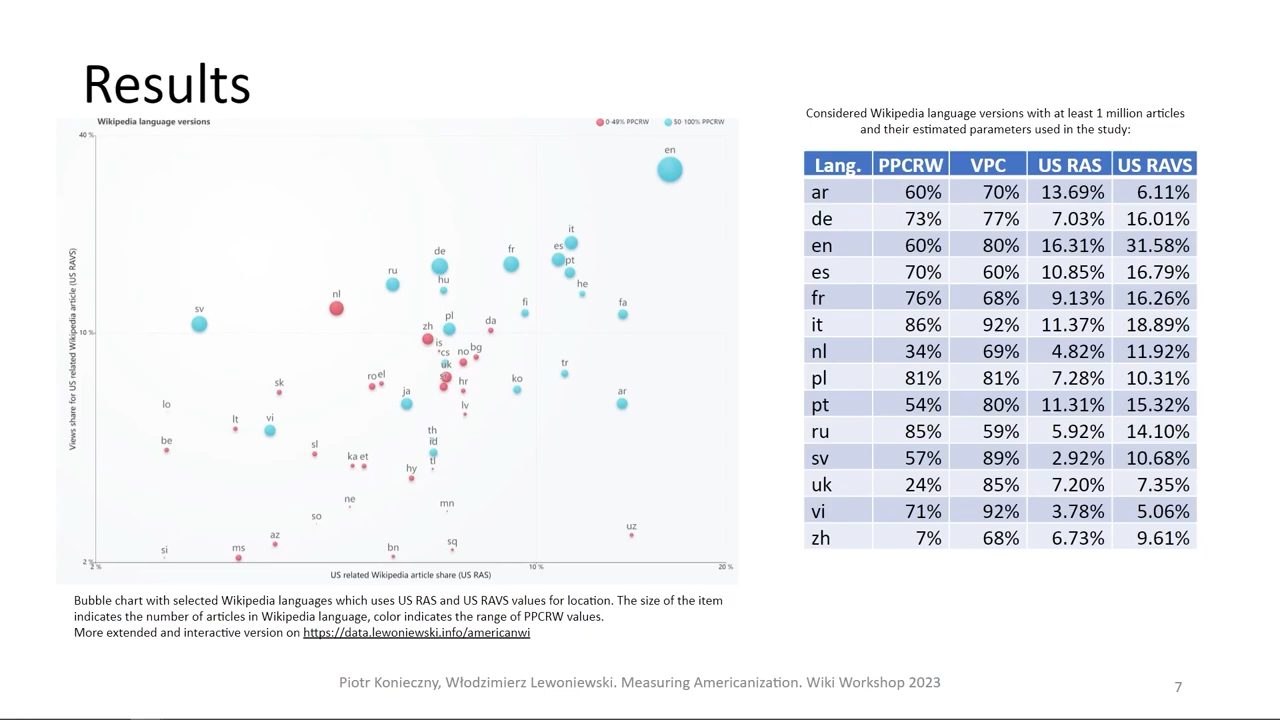 Results
Wikipedia language versions
0-49% PPCRW
50-100% PPCRW
40 %
10 %
2 %
Views share for US related Wikipedia article (US RAVS)
en
it
es
pt
fr
de
hu
ru
he
nl
sv
fi
fa
pl
da
zh
is
cs
no
bg
uk
tr
ro
el
hr
ko
sk
ja
ar
lo
lv
lt
vi
th
id
tl
be
sl
ka
et
hy
ne
mn
so
uz
az
si
ms
bn
sq
2 %
10 %
20 %
US related Wikipedia article share (US RAS)
Bubble chart with selected Wikipedia languages which uses US RAS and US RAVS values for location. The size of the item
indicates the number of articles in Wikipedia language, color indicates the range of PPCRW values.
More extended and interactive version on https://data.lewoniewski.info/americanwi
Considered Wikipedia language versions with at least 1 million articles
and their estimated parameters used in the study:
Lang. PPCRW VPC US RAS US RAVS
ar 60% 70% 13.69% 6.11%
de 73% 77% 7.03% 16.01%
en 60% 80% 16.31% 31.58%
es 70% 60% 10.85% 16.79%
fr 76% 68% 9.13% 16.26%
it 86% 92% 11.37% 18.89%
nl 34% 69% 4.82% 11.92%
pl 81% 81% 7.28% 10.31%
pt 54% 80% 11.31% 15.32%
ru 85% 59% 5.92% 14.10%
sv 57% 89% 2.92% 10.68%
uk 24% 85% 7.20% 7.35%
vi 71% 92% 3.78% 5.06%
zh 7% 68% 6.73% 9.61%
Piotr Konieczny, Włodzimierz Lewoniewski. Measuring Americanization. Wiki Workshop 2023
7